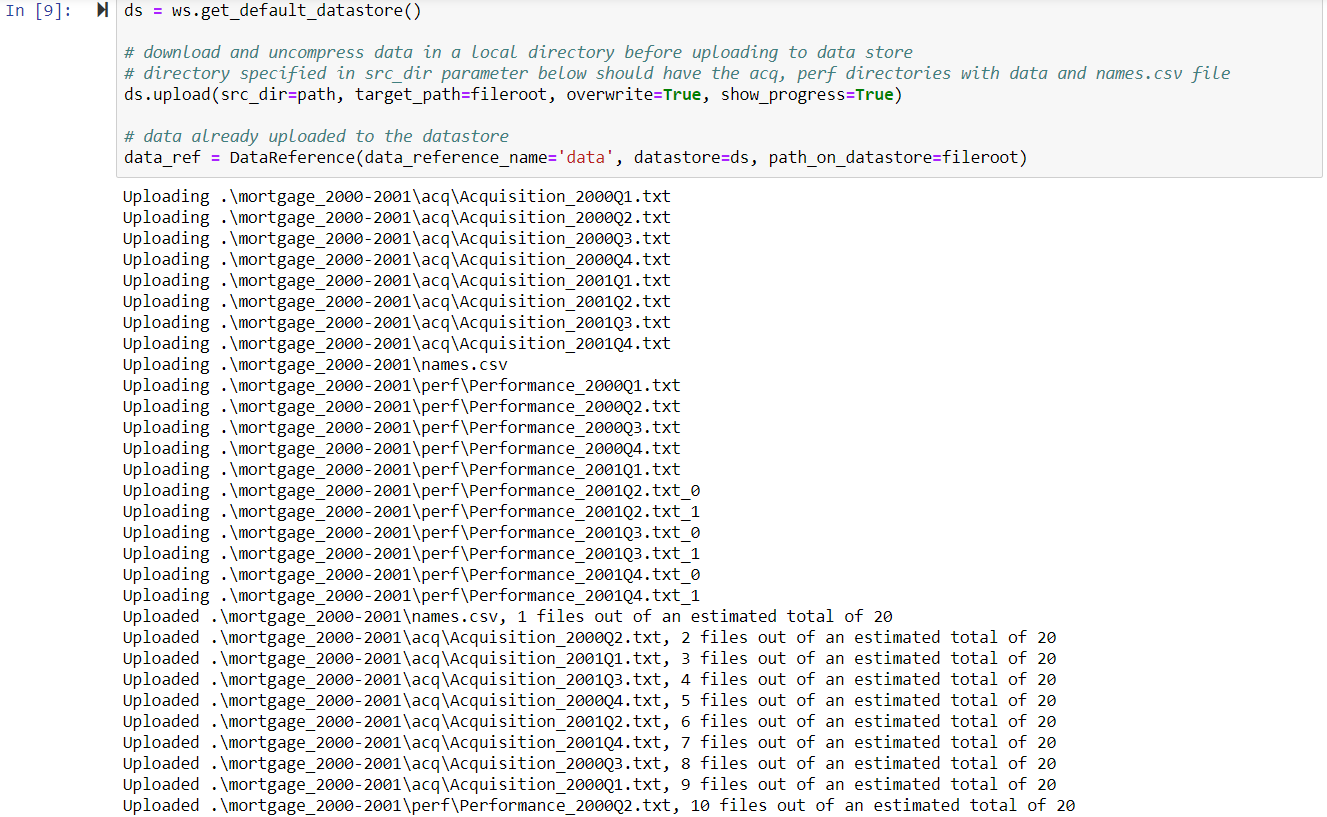 In [9]: ds = ws.get_default_datastore()
# download and uncompress data in a local directory before uploading to data store
# directory specified in src_dir parameter below should have the acq, perf directories with data and names.csv file
ds.upload(src_dir=path, target_path=fileroot, overwrite=True, show_progress=True)
# data already uploaded to the datastore
data_ref = DataReference(data_reference_name='data', datastore=ds, path_on_datastore=fileroot)
Uploading .\mortgage_2000-2001\acq\Acquisition_2000Q1.txt
Uploading .\mortgage_2000-2001\acq\Acquisition_2000Q2.txt
Uploading .\mortgage_2000-2001\acq\Acquisition_2000Q3.txt
Uploading .\mortgage_2000-2001\acq\Acquisition_2000Q4.txt
Uploading .\mortgage_2000-2001\acq\Acquisition_2001Q1.txt
Uploading .\mortgage_2000-2001\acq\Acquisition_2001Q2.txt
Uploading .\mortgage_2000-2001\acq\Acquisition_2001Q3.txt
Uploading .\mortgage_2000-2001\acq\Acquisition_2001Q4.txt
Uploading .\mortgage_2000-2001\names.csv
Uploading .\mortgage_2000-2001\perf\Performance_2000Q1.txt
Uploading .\mortgage_2000-2001\perf\Performance_2000Q2.txt
Uploading .\mortgage_2000-2001\perf\Performance_2000Q3.txt
Uploading .\mortgage_2000-2001\perf\Performance_2000Q4.txt
Uploading .\mortgage_2000-2001\perf\Performance_2001Q1.txt
Uploading .\mortgage_2000-2001\perf\Performance_2001Q2.txt_0
Uploading .\mortgage_2000-2001\perf\Performance_2001Q2.txt_1
Uploading .\mortgage_2000-2001\perf\Performance_2001Q3.txt_0
Uploading .\mortgage_2000-2001\perf\Performance_2001Q3.txt_1
Uploading .\mortgage_2000-2001\perf\Performance_2001Q4.txt_0
Uploading .\mortgage_2000-2001\perf\Performance_2001Q4.txt_1
Uploaded .\mortgage_2000-2001\names.csv, 1 files out of an estimated total of 20
Uploaded .\mortgage_2000-2001\acq\Acquisition_2000Q2.txt, 2 files out of an estimated total of 20
Uploaded .\mortgage_2000-2001\acq\Acquisition_2001Q1.txt, 3 files out of an estimated total of 20
Uploaded .\mortgage_2000-2001\acq\Acquisition_2001Q3.txt, 4 files out of an estimated total of 20
Uploaded .\mortgage_2000-2001\acq\Acquisition_2000Q4.txt, 5 files out of an estimated total of 20
Uploaded .\mortgage_2000-2001\acq\Acquisition_2001Q2.txt, 6 files out of an estimated total of 20
Uploaded .\mortgage_2000-2001\acq\Acquisition_2001Q4.txt, 7 files out of an estimated total of 20
Uploaded .\mortgage_2000-2001\acq\Acquisition_2000Q3.txt, 8 files out of an estimated total of 20
Uploaded .\mortgage_2000-2001\acq\Acquisition_2000Q1.txt, 9 files out of an estimated total of 20
Uploaded .\mortgage_2000-2001\perf\Performance_2000Q2.txt, 10 files out of an estimated total of 20